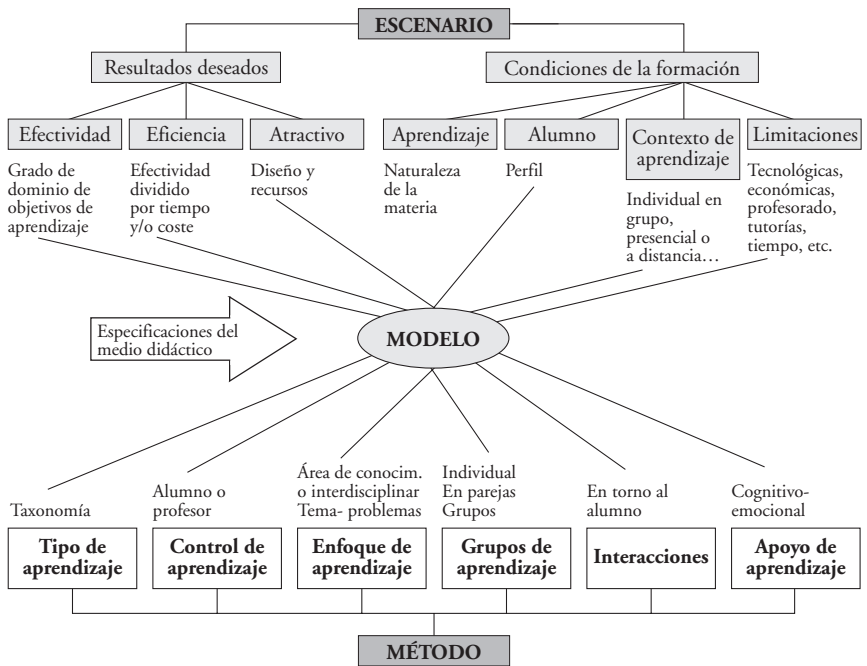 ESCENARIO
Resultados deseados
Condiciones de la formación
Efectividad
Eficiencia
Atractivo
Aprendizaje
Alumno
Contexto de
aprendizaje
Limitaciones
Grado de
dominio de
objetivos de
aprendizaje
Efectividad
dividido
por tiempo
y/o coste
Diseño y
recursos
Naturaleza
de la
materia
Perfil
Individual en
grupo,
presencial o
a distancia…
Tecnológicas,
económicas,
profesorado,
tutorías,
tiempo, etc.
Especificaciones del
medio didáctico
MODELO
Taxonomía
Alumno o
profesor
Área de conocim.
o interdisciplinar
Tema- problemas
Individual
En parejas
Grupos
En torno al
alumno
Cognitivo-
emocional
Tipo de
aprendizaje
Control de
aprendizaje
Enfoque de
aprendizaje
Grupos de
aprendizaje
Interacciones
Apoyo de
aprendizaje
MÉTODO